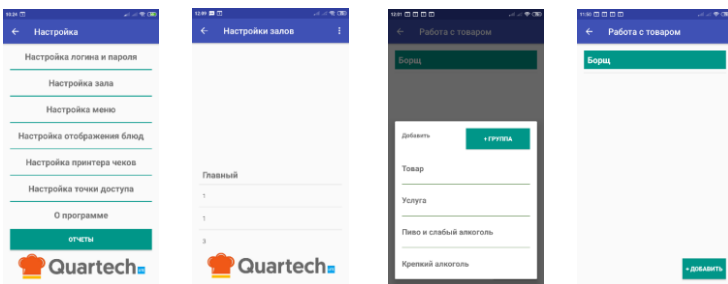 10:29
Настройка
Настройка логина и пароля
Настройка зала
Настройка меню
Настройка отображения блюд
Настройка принтера чеков
Настройка точки доступа
О программе
ОТЧЕТЫ
Quartech
Настройки залов
Главный
1
1
3
Quartech
Работа с товаром
Борщ
Добавить
+ ГРУППА
Товар
Услуга
Пиво и слабый алкоголь
Крепкий алкоголь
Работа с товаром
Борщ
+ ДОБАВИТЬ